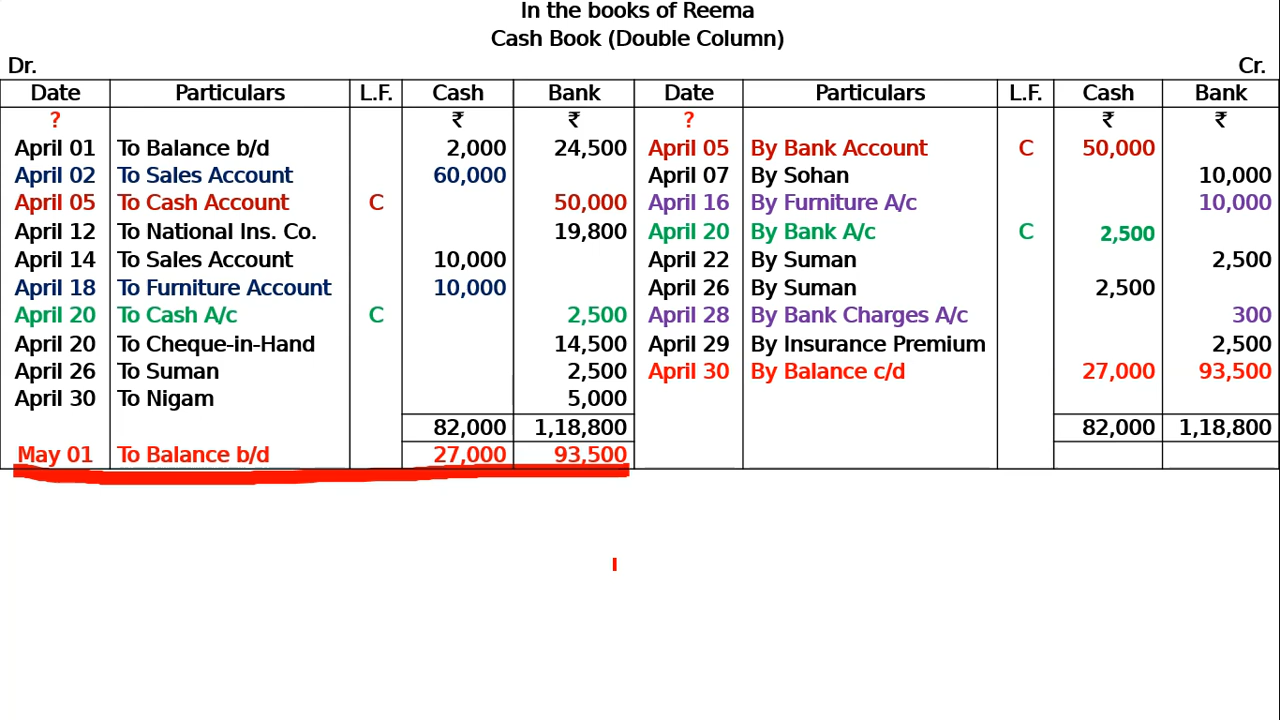 In the books of Reema
Cash Book (Double Column)
Dr. Cr.
Date Particulars L.F. Cash Bank Date Particulars L.F. Cash Bank
? ₹ ₹ ? ₹ ₹
April 01 To Balance b/d 2,000 24,500 April 05 By Bank Account C 50,000
April 02 To Sales Account 60,000 April 07 By Sohan 10,000
April 05 To Cash Account C 50,000 April 16 By Furniture A/c 10,000
April 12 To National Ins. Co. 19,800 April 20 By Bank A/c C 2,500
April 14 To Sales Account 10,000 April 22 By Suman 2,500
April 18 To Furniture Account 10,000 April 26 By Suman 2,500
April 20 To Cash A/c C 2,500 April 28 By Bank Charges A/c 300
April 20 To Cheque-in-Hand 14,500 April 29 By Insurance Premium 2,500
April 26 To Suman 2,500 April 30 By Balance c/d 27,000 93,500
April 30 To Nigam 5,000
82,000 1,18,800 82,000 1,18,800
May 01 To Balance b/d 27,000 93,500